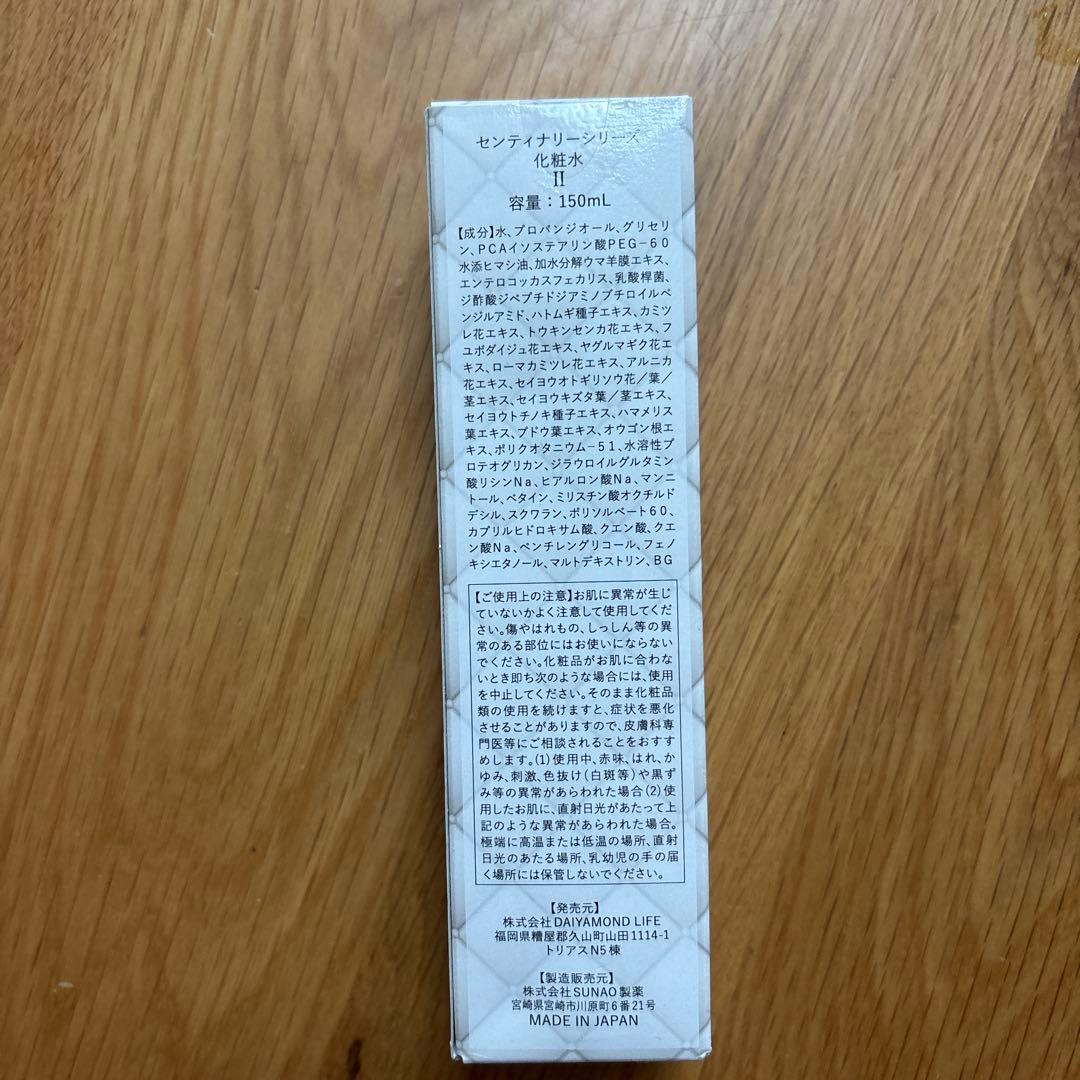 センティナリーシリーズ
化粧水
II
容量：150mL
【成分】水、プロパンジオール、グリセリ
ン、PCAイソステアリン酸PEG−60
水添ヒマシ油、加水分解ウマ羊膜エキス、
エンテロコッカスフェカリス、乳酸桿菌、
ジ酢酸ジペプチドジアミノブチロイルベ
ンジルアミド、ハトムギ種子エキス、カミツ
レ花エキス、トウキンセンカ花エキス、フ
ユボダイジュ花エキス、ヤグルマギク花エ
キス、ローマカミツレ花エキス、アルニカ
花エキス、セイヨウオトギリソウ花／葉／
茎エキス、セイヨウキズタ葉／茎エキス、
セイヨウトチノキ種子エキス、ハマメリス
葉エキス、ブドウ葉エキス、オウゴン根エ
キス、ポリクオタニウム−51、水溶性プ
ロテオグリカン、ジラウロイルグルタミン
酸リシンNa、ヒアルロン酸Na、マンニ
トール、ベタイン、ミリスチン酸オクチルド
デシル、スクワラン、ポリソルベート60、
カプリルヒドロキサム酸、クエン酸、クエ
ン酸Na、ペンチレングリコール、フェノ
キシエタノール、マルトデキストリン、BG
【ご使用上の注意】お肌に異常が生じ
ていないかよく注意して使用してくだ
さい。傷やはれもの、しっしん等の異
常のある部位にはお使いにならない
でください。化粧品がお肌に合わな
いとき即ち次のような場合には、使用
を中止してください。そのまま化粧品
類の使用を続けますと、症状を悪化
させることがありますので、皮膚科専
門医等にご相談されることをおすす
めします。(1)使用中、赤味、はれ、か
ゆみ、刺激、色抜け(白斑等)や黒ず
み等の異常があらわれた場合(2)使
用したお肌に、直射日光があたって上
記のような異常があらわれた場合。
極端に高温または低温の場所、直射
日光のあたる場所、乳幼児の手の届
く場所には保管しないでください。
【発売元】
株式会社DAIYAMOND LIFE
福岡県糟屋郡久山町山田1114-1
トリアスN5棟
【製造販売元】
株式会社SUNAO製薬
宮崎県宮崎市川原町6番21号
MADE IN JAPAN